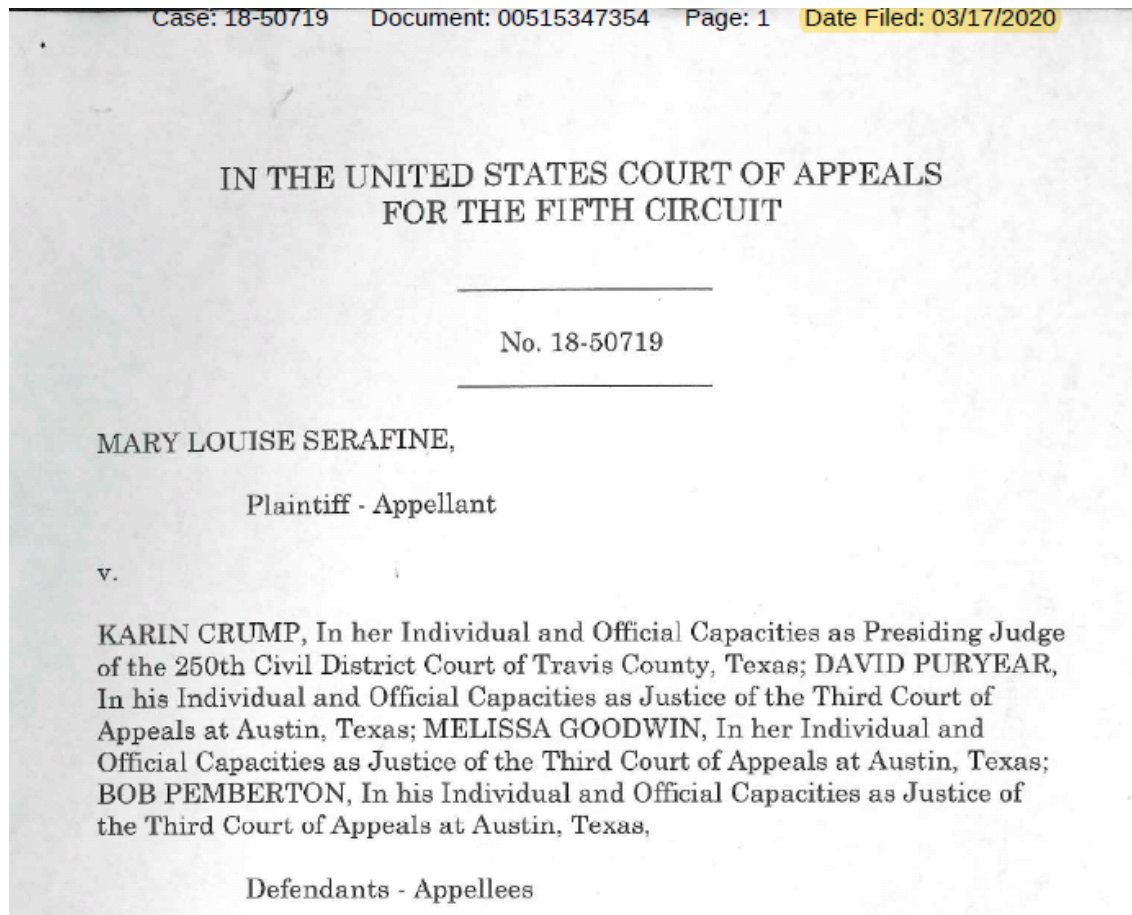 Case: 18-50719 Document: 00515347354 Page: 1 Date Filed: 03/17/2020
IN THE UNITED STATES COURT OF APPEALS
FOR THE FIFTH CIRCUIT
No. 18-50719
MARY LOUISE SERAFINE,
Plaintiff - Appellant
v.
KARIN CRUMP, In her Individual and Official Capacities as Presiding Judge
of the 250th Civil District Court of Travis County, Texas; DAVID PURYEAR,
In his Individual and Official Capacities as Justice of the Third Court of
Appeals at Austin, Texas; MELISSA GOODWIN, In her Individual and
Official Capacities as Justice of the Third Court of Appeals at Austin, Texas;
BOB PEMBERTON, In his Individual and Official Capacities as Justice of
the Third Court of Appeals at Austin, Texas,
Defendants - Appellees